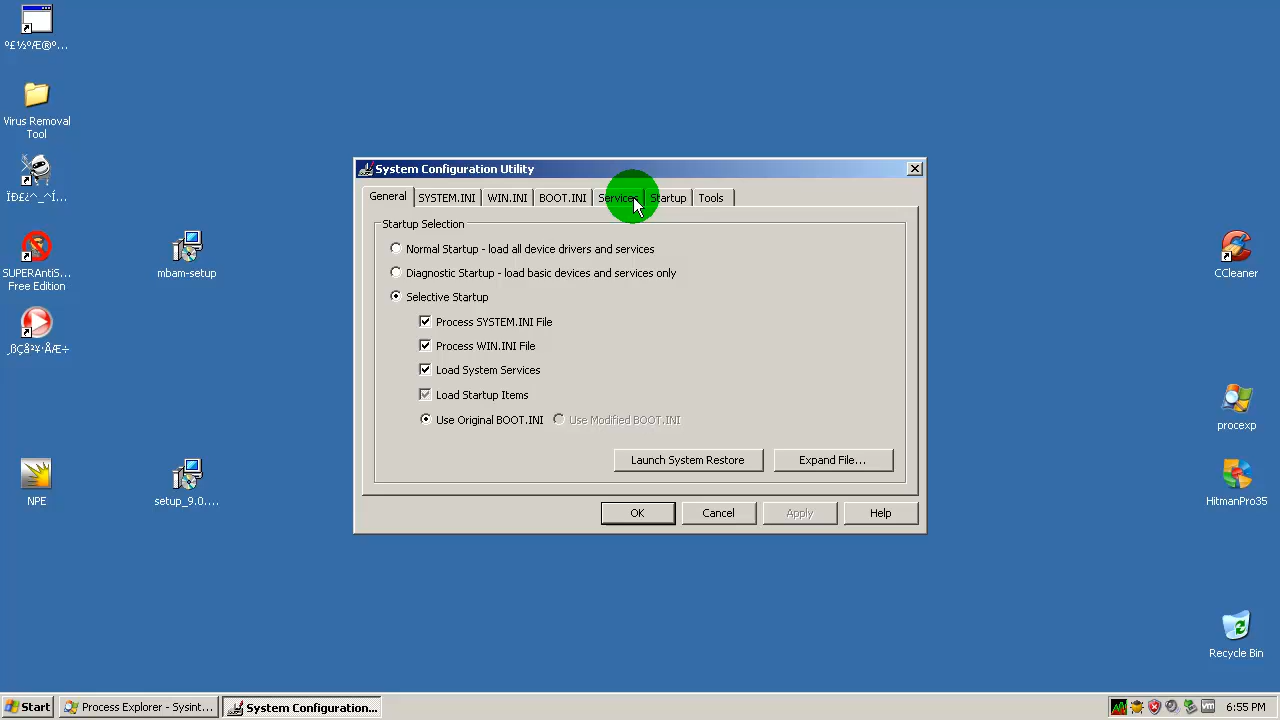 Virus Removal
Tool
SUPERAntiS...
Free Edition
NPE
mbam-setup
setup_9.0....
System Configuration Utility
General
SYSTEM.INI
WIN.INI
BOOT.INI
Services
Startup
Tools
Startup Selection
Normal Startup - load all device drivers and services
Diagnostic Startup - load basic devices and services only
Selective Startup
Process SYSTEM.INI File
Process WIN.INI File
Load System Services
Load Startup Items
Use Original BOOT.INI
Use Modified BOOT.INI
Launch System Restore
Expand File...
OK
Cancel
Apply
Help
CCleaner
procexp
HitmanPro35
Recycle Bin
Start
Process Explorer - Sysint...
System Configuration...
6:55 PM